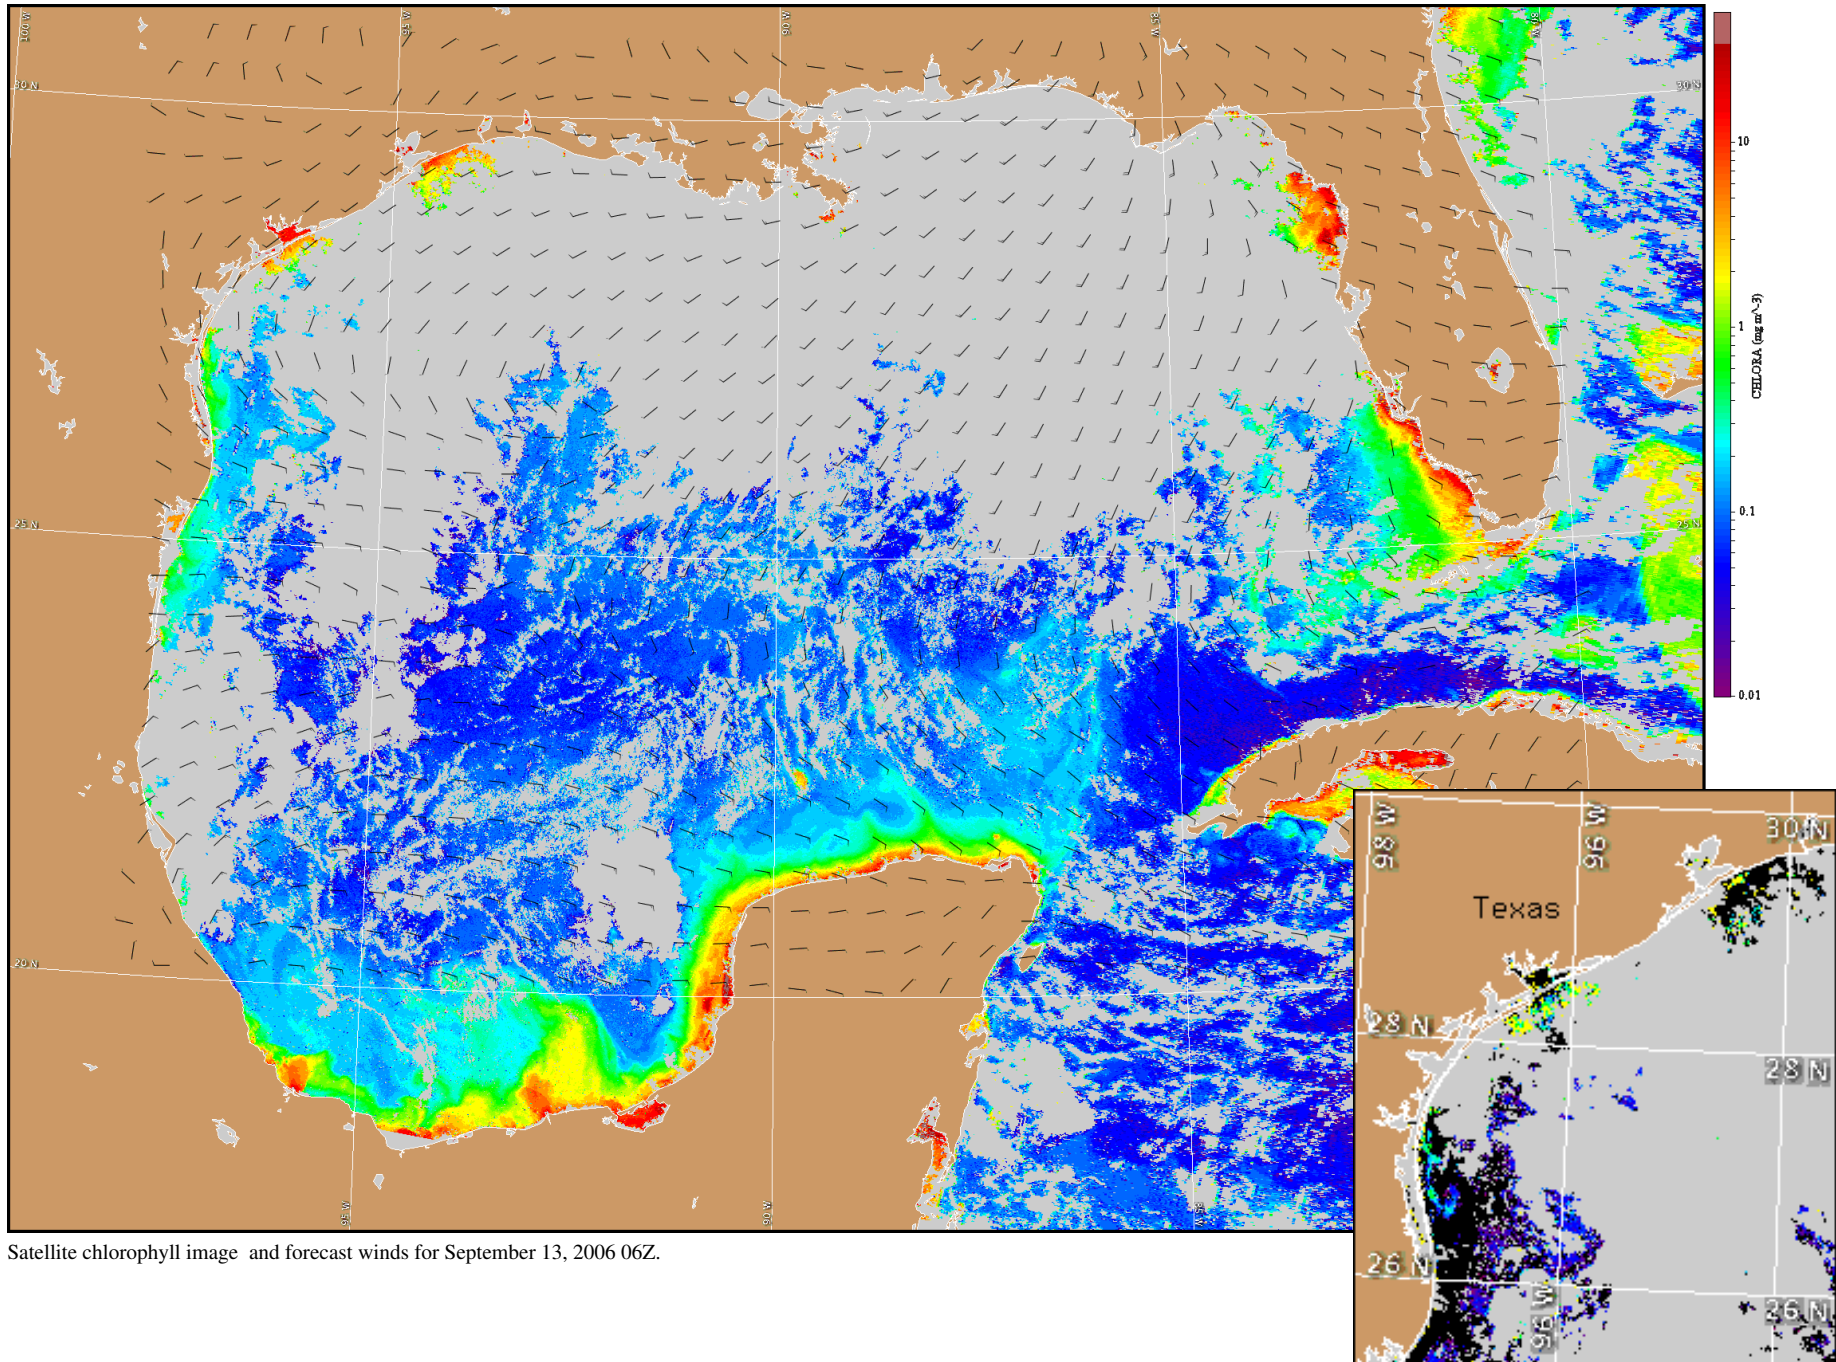 100 W
95 W
90 W
85 W
80 W
30 N
30 N
10
1
CHLORA (mg m^-3)
0.1
0.01
25 N
25 N
20 N
95 W
90 W
85 W
98 W
96 W
30 N
Texas
28 N
28 N
26 N
96 W
26 N
Satellite chlorophyll image and forecast winds for September 13, 2006 06Z.